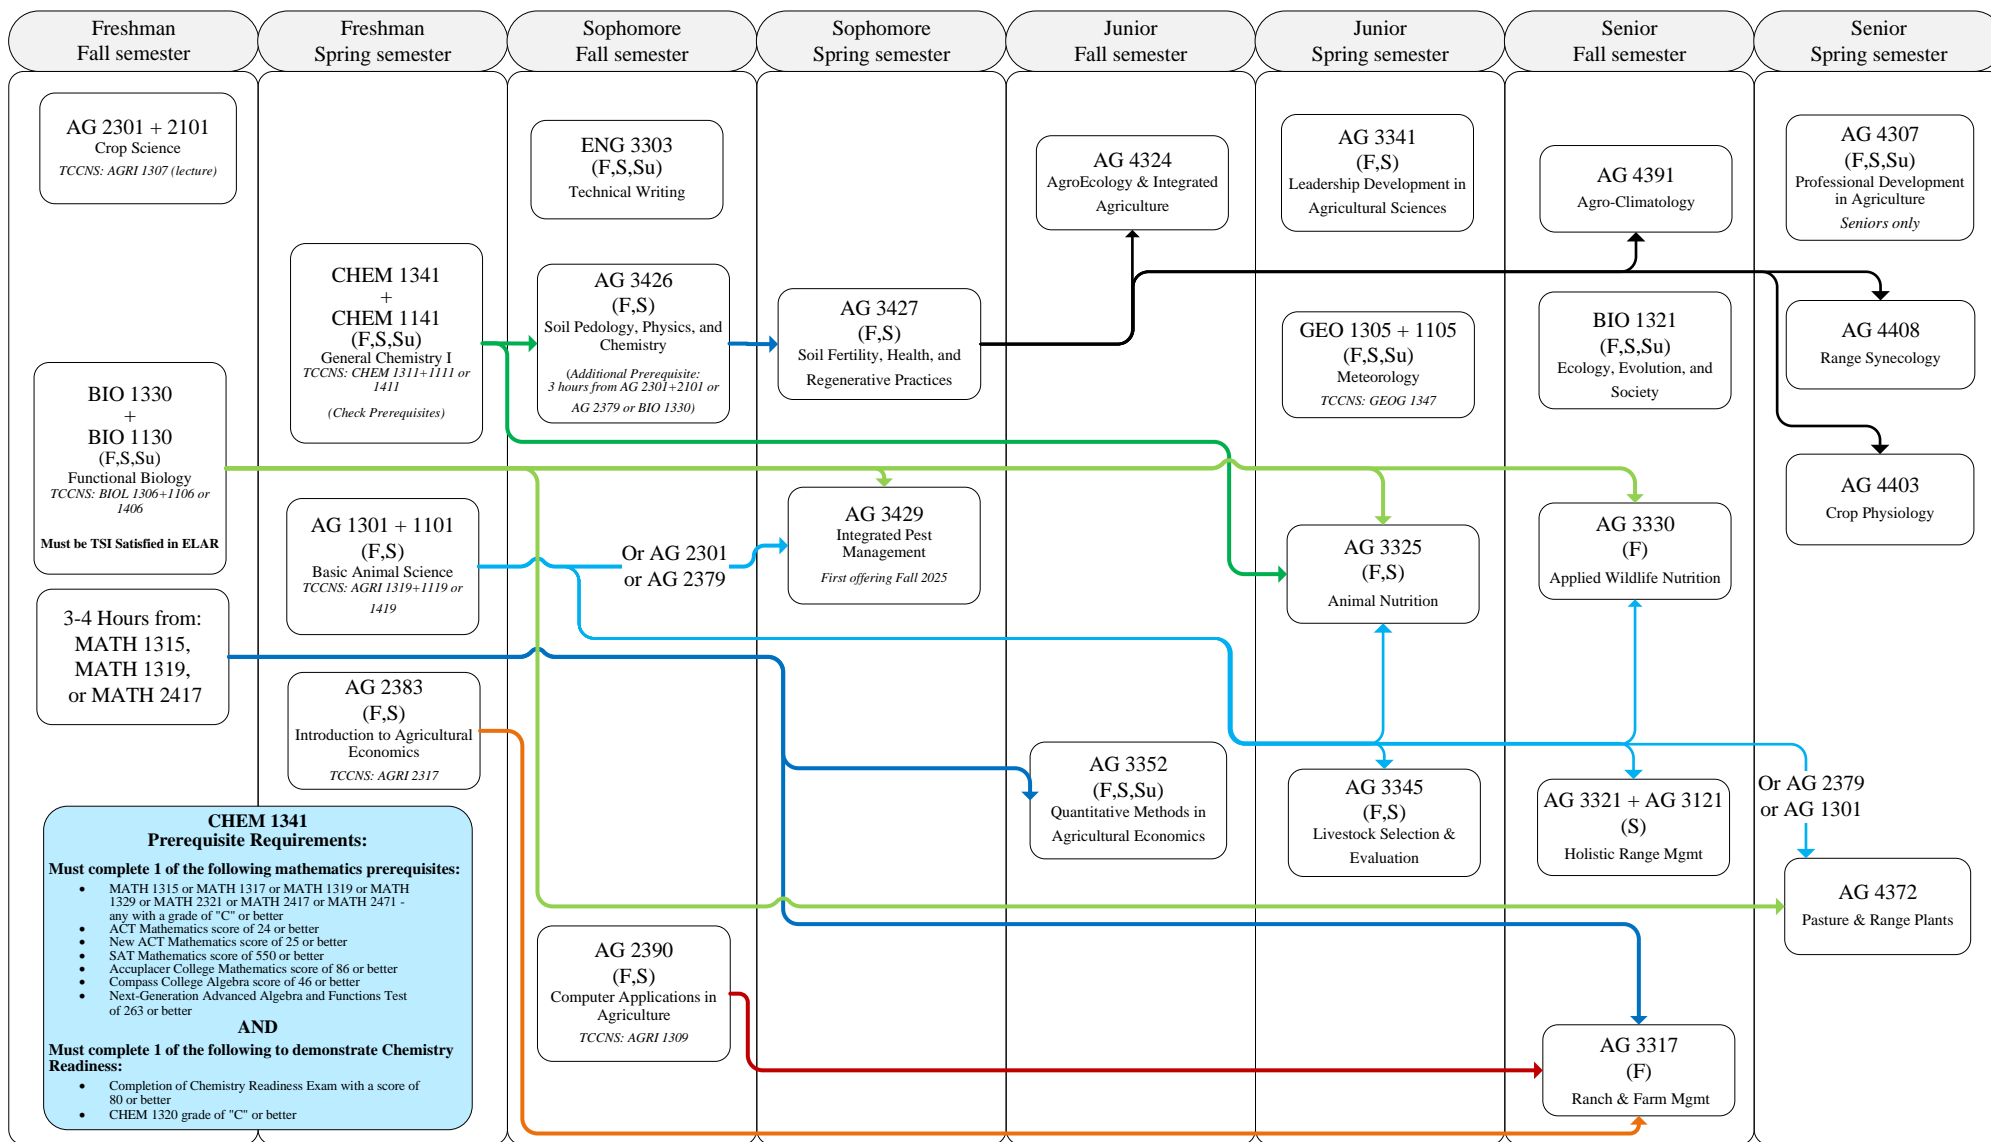 Freshman
Fall semester
Freshman
Spring semester
Sophomore
Fall semester
Sophomore
Spring semester
Junior
Fall semester
Junior
Spring semester
Senior
Fall semester
Senior
Spring semester
AG 2301 + 2101
Crop Science
TCCNS: AGRI 1307 (lecture)
BIO 1330
+
BIO 1130
(F,S,Su)
Functional Biology
TCCNS: BIOL 1306+1106 or
1406
Must be TSI Satisfied in ELAR
3-4 Hours from:
MATH 1315,
MATH 1319,
or MATH 2417
CHEM 1341
Prerequisite Requirements:
Must complete 1 of the following mathematics prerequisites:
• MATH 1315 or MATH 1317 or MATH 1319 or MATH
1329 or MATH 2321 or MATH 2417 or MATH 2471 -
any with a grade of "C" or better
• ACT Mathematics score of 24 or better
• New ACT Mathematics score of 25 or better
• SAT Mathematics score of 550 or better
• Accuplacer College Mathematics score of 86 or better
• Compass College Algebra score of 46 or better
• Next-Generation Advanced Algebra and Functions Test
of 263 or better
AND
Must complete 1 of the following to demonstrate Chemistry
Readiness:
• Completion of Chemistry Readiness Exam with a score of
80 or better
• CHEM 1320 grade of "C" or better
CHEM 1341
+
CHEM 1141
(F,S,Su)
General Chemistry I
TCCNS: CHEM 1311+1111 or
1411
(Check Prerequisites)
AG 1301 + 1101
(F,S)
Basic Animal Science
TCCNS: AGRI 1319+1119 or
1419
AG 2383
(F,S)
Introduction to Agricultural
Economics
TCCNS: AGRI 2317
ENG 3303
(F,S,Su)
Technical Writing
AG 3426
(F,S)
Soil Pedology, Physics, and
Chemistry
(Additional Prerequisite:
3 hours from AG 2301+2101 or
AG 2379 or BIO 1330)
Or AG 2301
or AG 2379
AG 2390
(F,S)
Computer Applications in
Agriculture
TCCNS: AGRI 1309
AG 3427
(F,S)
Soil Fertility, Health, and
Regenerative Practices
AG 3429
Integrated Pest
Management
First offering Fall 2025
AG 4324
AgroEcology & Integrated
Agriculture
AG 3352
(F,S,Su)
Quantitative Methods in
Agricultural Economics
AG 3341
(F,S)
Leadership Development in
Agricultural Sciences
GEO 1305 + 1105
(F,S,Su)
Meteorology
TCCNS: GEOG 1347
AG 3325
(F,S)
Animal Nutrition
AG 3345
(F,S)
Livestock Selection &
Evaluation
AG 4391
Agro-Climatology
BIO 1321
(F,S,Su)
Ecology, Evolution, and
Society
AG 3330
(F)
Applied Wildlife Nutrition
AG 3321 + AG 3121
(S)
Holistic Range Mgmt
AG 3317
(F)
Ranch & Farm Mgmt
AG 4307
(F,S,Su)
Professional Development
in Agriculture
Seniors only
AG 4408
Range Synecology
AG 4403
Crop Physiology
Or AG 2379
or AG 1301
AG 4372
Pasture & Range Plants